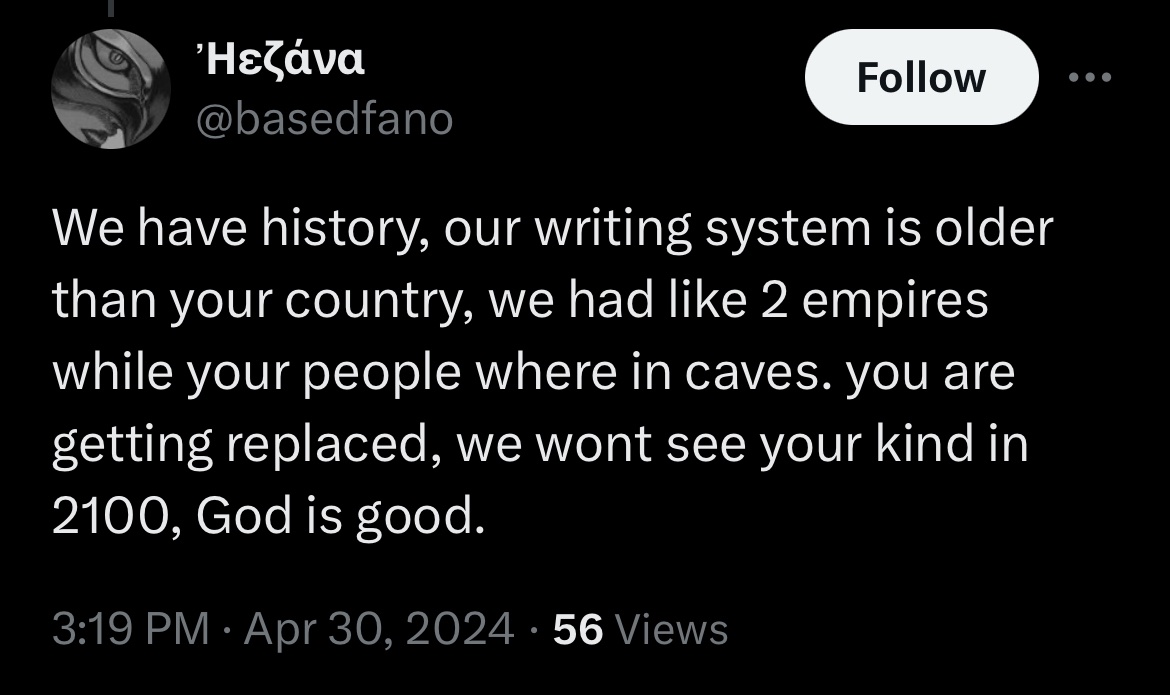 Ἠεζάνα
Follow
@basedfano
We have history, our writing system is older
than your country, we had like 2 empires
while your people where in caves. you are
getting replaced, we wont see your kind in
2100, God is good.
3:19 PM · Apr 30, 2024 · 56 Views